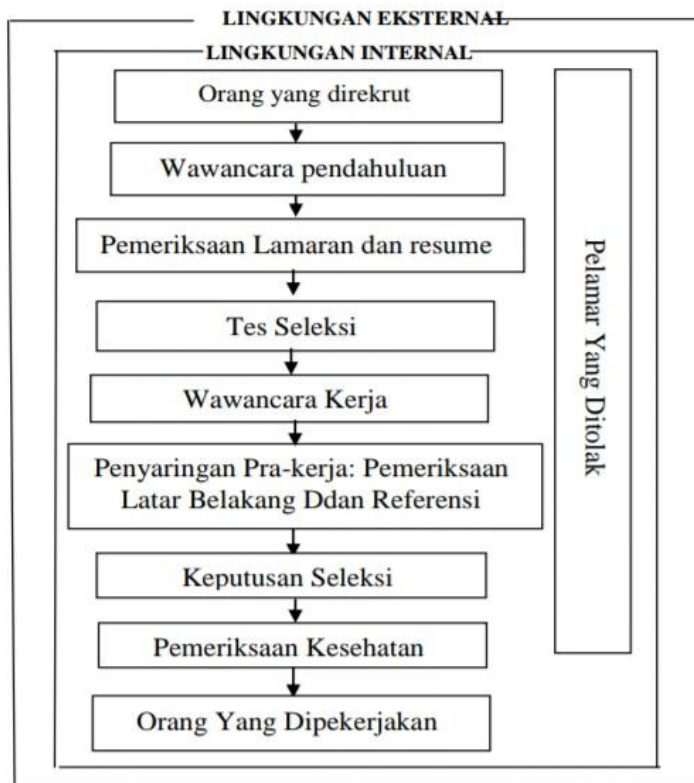 LINGKUNGAN EKSTERNAL
LINGKUNGAN INTERNAL
Orang yang direkrut
Wawancara pendahuluan
Pemeriksaan Lamaran dan resume
Tes Seleksi
Wawancara Kerja
Penyaringan Pra-kerja: Pemeriksaan
Latar Belakang Ddan Referensi
Keputusan Seleksi
Pemeriksaan Kesehatan
Orang Yang Dipekerjakan
Pelamar Yang Ditolak